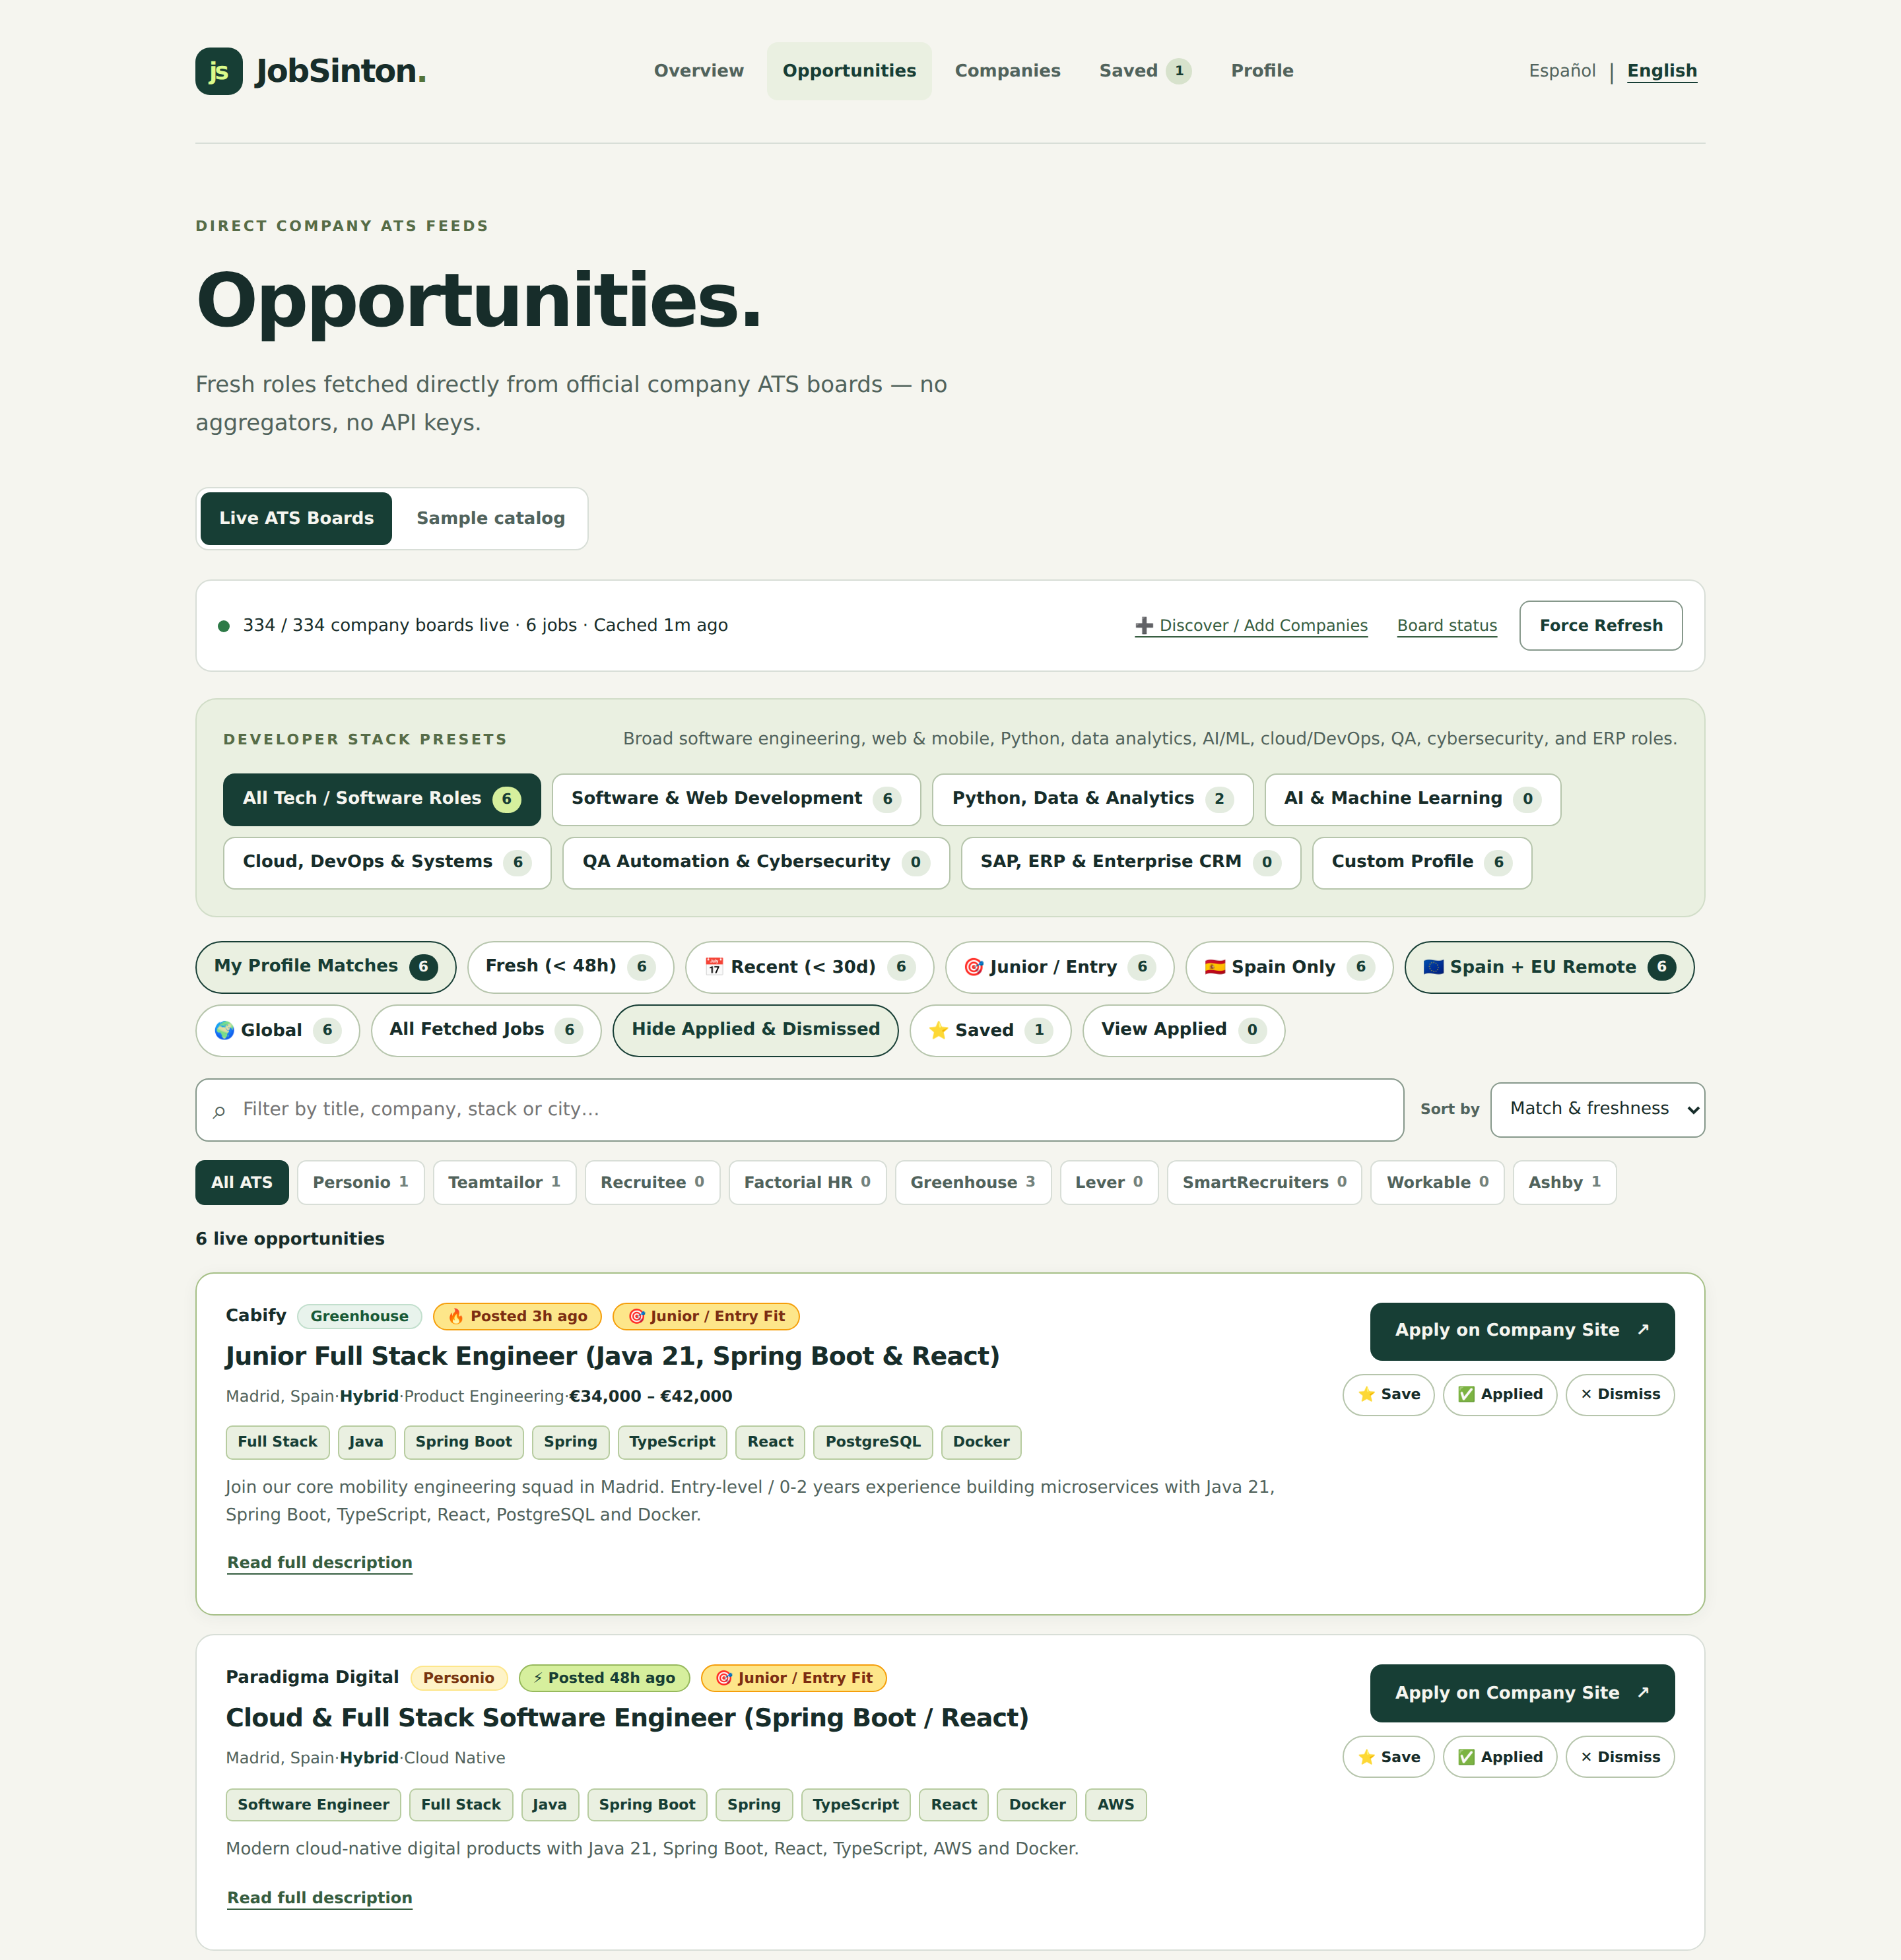 js JobSinton.
Overview Opportunities Companies Saved 1 Profile
Español | English
DIRECT COMPANY ATS FEEDS
Opportunities.
Fresh roles fetched directly from official company ATS boards — no
aggregators, no API keys.
Live ATS Boards Sample catalog
334 / 334 company boards live · 6 jobs · Cached 1m ago
➕ Discover / Add Companies Board status Force Refresh
DEVELOPER STACK PRESETS
Broad software engineering, web & mobile, Python, data analytics, AI/ML, cloud/DevOps, QA, cybersecurity, and ERP roles.
All Tech / Software Roles 6 Software & Web Development 6 Python, Data & Analytics 2 AI & Machine Learning 0
Cloud, DevOps & Systems 6 QA Automation & Cybersecurity 0 SAP, ERP & Enterprise CRM 0 Custom Profile 6
My Profile Matches 6 Fresh (< 48h) 6 📅 Recent (< 30d) 6 🎯 Junior / Entry 6 🇪🇸 Spain Only 6 🇪🇺 Spain + EU Remote 6
🌍 Global 6 All Fetched Jobs 6 Hide Applied & Dismissed ⭐ Saved 1 View Applied 0
Filter by title, company, stack or city…
Sort by Match & freshness
All ATS Personio 1 Teamtailor 1 Recruitee 0 Factorial HR 0 Greenhouse 3 Lever 0 SmartRecruiters 0 Workable 0 Ashby 1
6 live opportunities
Cabify Greenhouse 🔥 Posted 3h ago 🎯 Junior / Entry Fit
Junior Full Stack Engineer (Java 21, Spring Boot & React)
Madrid, Spain·Hybrid·Product Engineering·€34,000 – €42,000
Full Stack Java Spring Boot Spring TypeScript React PostgreSQL Docker
Join our core mobility engineering squad in Madrid. Entry-level / 0-2 years experience building microservices with Java 21,
Spring Boot, TypeScript, React, PostgreSQL and Docker.
Read full description
Apply on Company Site ↗
⭐ Save ✅ Applied ✕ Dismiss
Paradigma Digital Personio ⚡ Posted 48h ago 🎯 Junior / Entry Fit
Cloud & Full Stack Software Engineer (Spring Boot / React)
Madrid, Spain·Hybrid·Cloud Native
Software Engineer Full Stack Java Spring Boot Spring TypeScript React Docker AWS
Modern cloud-native digital products with Java 21, Spring Boot, React, TypeScript, AWS and Docker.
Read full description
Apply on Company Site ↗
⭐ Save ✅ Applied ✕ Dismiss